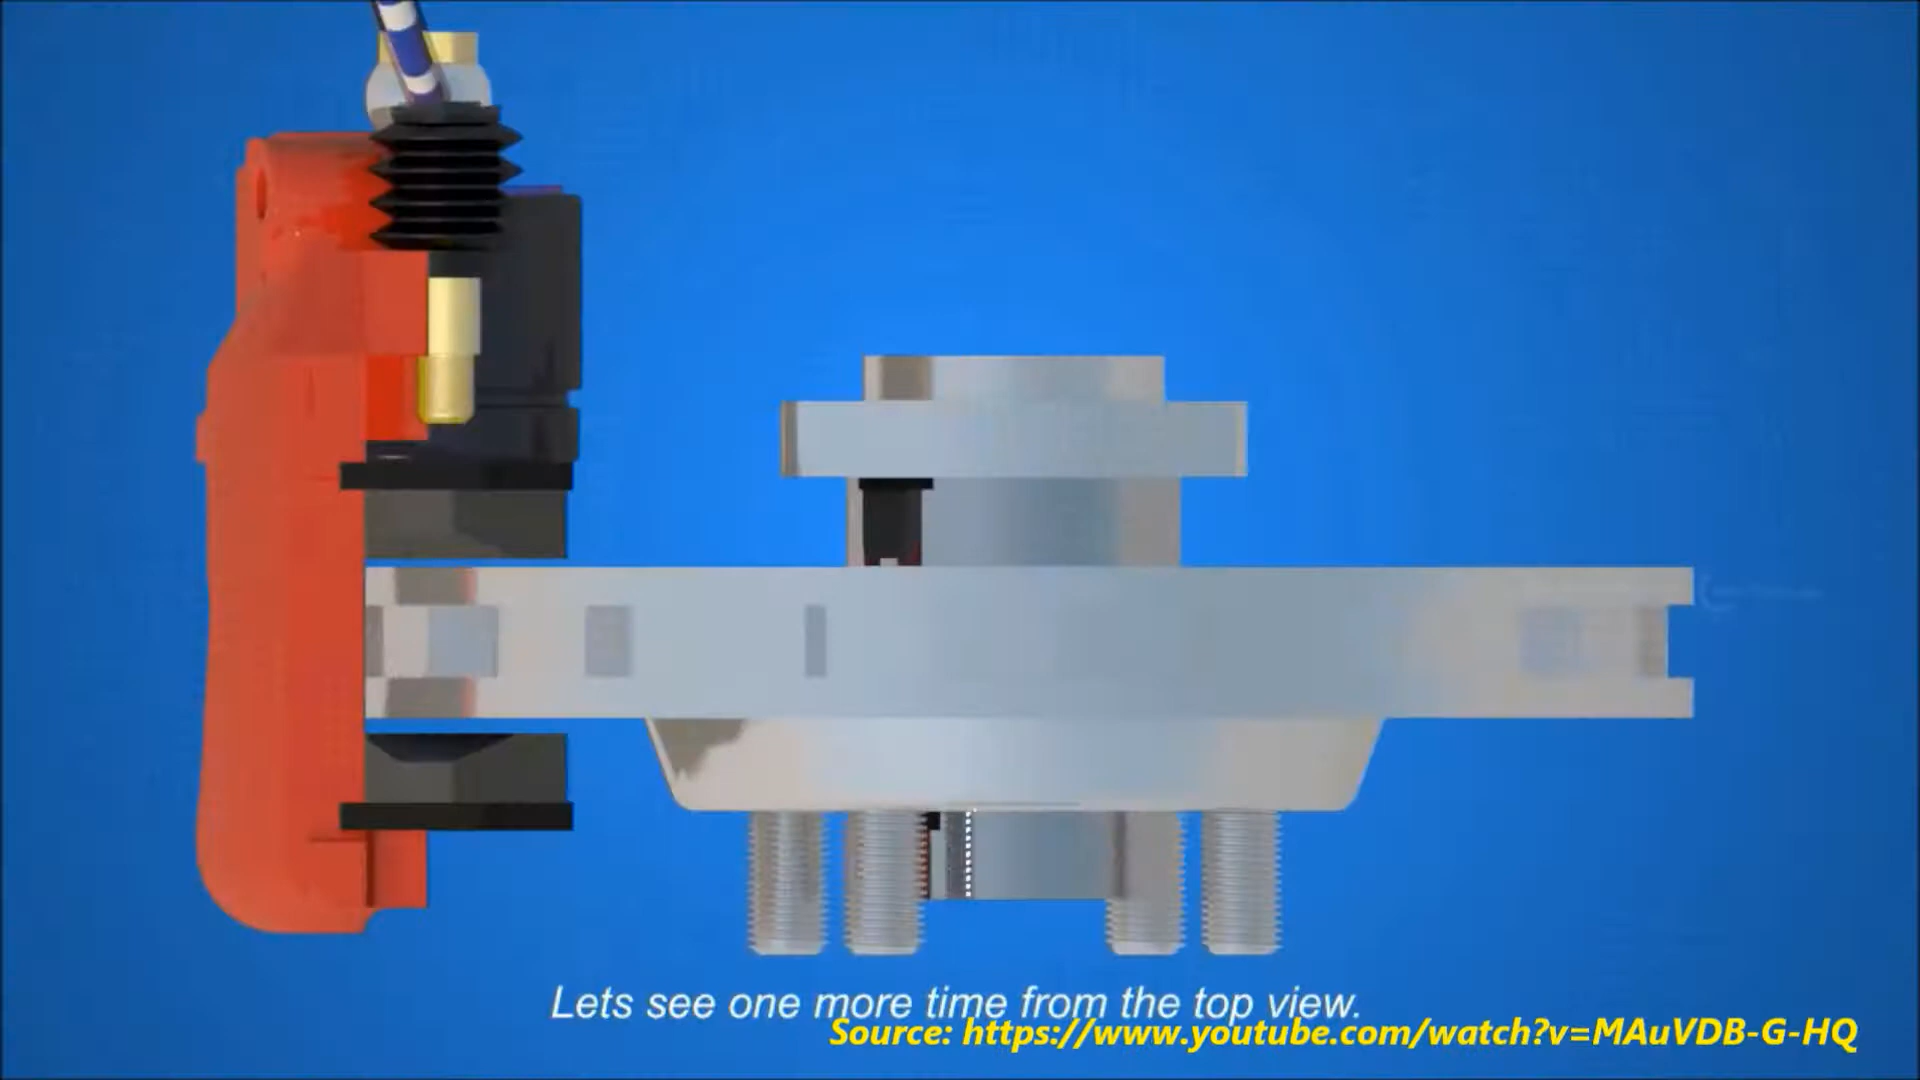 Lets see one more time from the top view.
Source: https://www.youtube.com/watch?v=MAuVDB-G-HQ